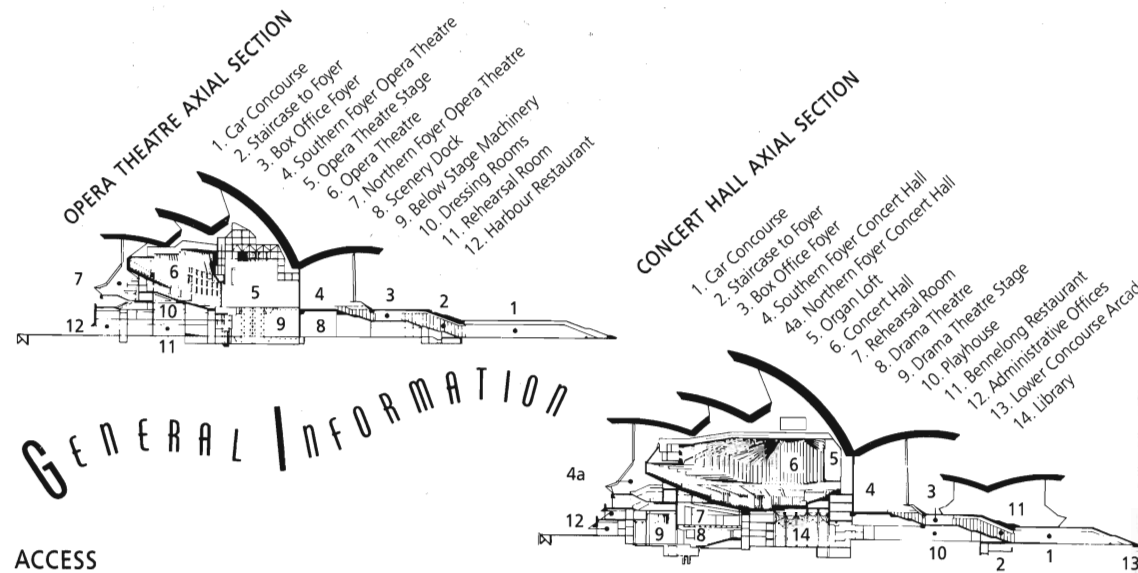 OPERA THEATRE AXIAL SECTION
1. Car Concourse
2. Staircase to Foyer
3. Box Office Foyer
4. Southern Foyer Opera Theatre
5. Opera Theatre Stage
6. Opera Theatre
7. Northern Foyer Opera Theatre
8. Scenery Dock
9. Below Stage Machinery
10. Dressing Rooms
11. Rehearsal Room
12. Harbour Restaurant
7
6
5
4
3
2
1
12
10
9
8
11
CONCERT HALL AXIAL SECTION
1. Car Concourse
2. Staircase to Foyer
3. Box Office Foyer
4. Southern Foyer Concert Hall
4a. Northern Foyer Concert Hall
5. Organ Loft
6. Concert Hall
7. Rehearsal Room
8. Drama Theatre
9. Drama Theatre Stage
10. Playhouse
11. Bennelong Restaurant
12. Administrative Offices
13. Lower Concourse Arcad
14. Library
4a
6
5
4
3
11
12
9
7
8
14
10
2
1
13
GENERAL INFORMATION
ACCESS